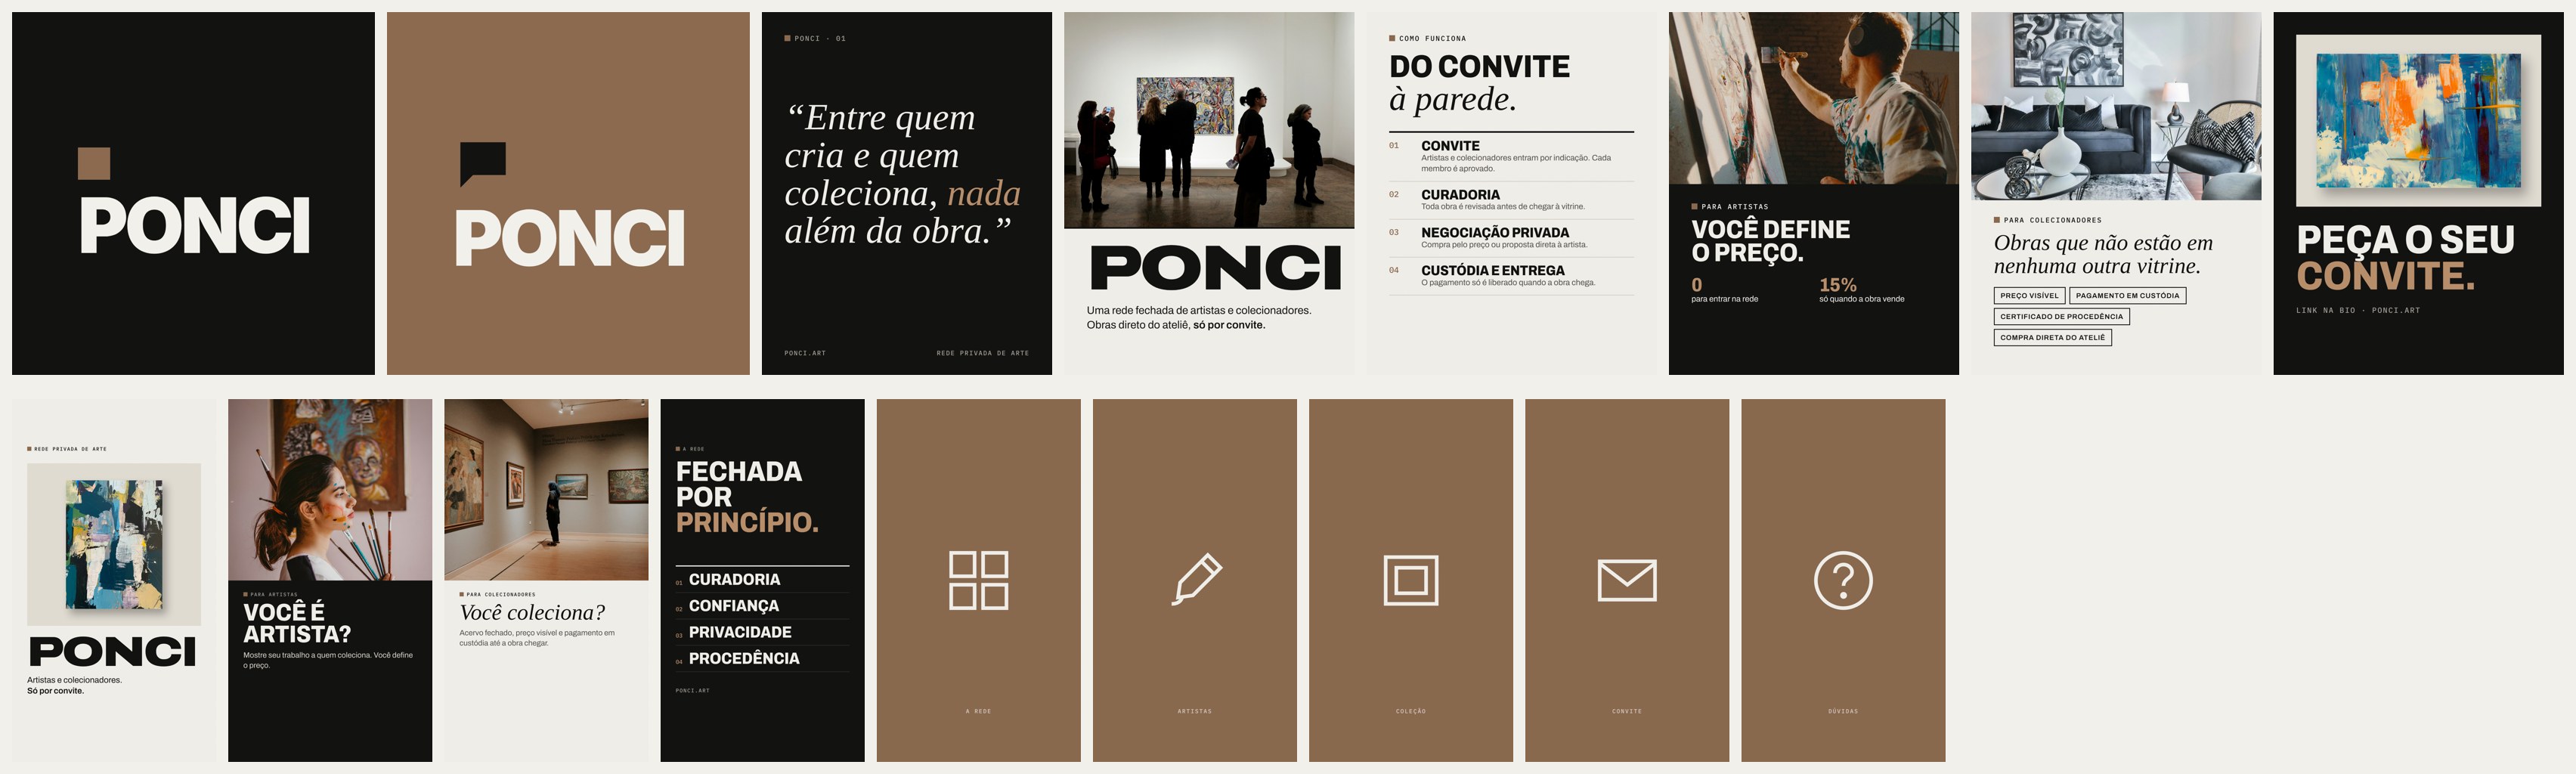 PONCI
PONCI
PONCI · 01
“Entre quem
cria e quem
coleciona, nada
além da obra.”
PONCI.ART
REDE PRIVADA DE ARTE
PONCI
Uma rede fechada de artistas e colecionadores.
Obras direto do ateliê, só por convite.
COMO FUNCIONA
DO CONVITE
à parede.
01
CONVITE
Artistas e colecionadores entram por indicação. Cada
membro é aprovado.
02
CURADORIA
Toda obra é revisada antes de chegar à vitrine.
03
NEGOCIAÇÃO PRIVADA
Compra pelo preço ou proposta direta à artista.
04
CUSTÓDIA E ENTREGA
O pagamento só é liberado quando a obra chega.
PARA ARTISTAS
VOCÊ DEFINE
O PREÇO.
0
para entrar na rede
15%
só quando a obra vende
PARA COLECIONADORES
Obras que não estão em
nenhuma outra vitrine.
PREÇO VISÍVEL
PAGAMENTO EM CUSTÓDIA
CERTIFICADO DE PROCEDÊNCIA
COMPRA DIRETA DO ATELIÊ
PEÇA O SEU
CONVITE.
LINK NA BIO · PONCI.ART
REDE PRIVADA DE ARTE
PONCI
Artistas e colecionadores.
Só por convite.
PARA ARTISTAS
VOCÊ É
ARTISTA?
Mostre seu trabalho a quem coleciona. Você define
o preço.
PARA COLECIONADORES
Você coleciona?
Acervo fechado, preço visível e pagamento em
custódia até a obra chegar.
A REDE
FECHADA
POR
PRINCÍPIO.
01 CURADORIA
02 CONFIANÇA
03 PRIVACIDADE
04 PROCEDÊNCIA
PONCI.ART
A REDE
ARTISTAS
COLEÇÃO
CONVITE
DÚVIDAS